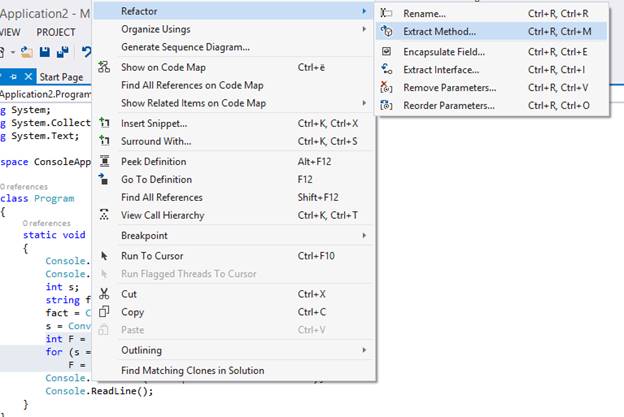 Application2 - M
Refactor
Rename... Ctrl+R, Ctrl+R
Organize Usings
Extract Method... Ctrl+R, Ctrl+M
VIEW PROJECT
Generate Sequence Diagram...
Encapsulate Field... Ctrl+R, Ctrl+E
Show on Code Map Ctrl+ë
Extract Interface... Ctrl+R, Ctrl+I
Start Page
Find All References on Code Map
Remove Parameters... Ctrl+R, Ctrl+V
Application2.Program
Show Related Items on Code Map
Reorder Parameters... Ctrl+R, Ctrl+O
g System;
g System.Collect
Insert Snippet... Ctrl+K, Ctrl+X
g System.Text;
Surround With... Ctrl+K, Ctrl+S
space ConsoleApp
Peek Definition Alt+F12
Go To Definition F12
0 references
class Program
Find All References Shift+F12
{
View Call Hierarchy Ctrl+K, Ctrl+T
0 references
static void
Breakpoint
{
Console.
Run To Cursor Ctrl+F10
Console.
Run Flagged Threads To Cursor
int s;
string f
Cut Ctrl+X
fact = C
Copy Ctrl+C
s = Conv
Paste Ctrl+V
int F =
for (s =
Outlining
F =
Find Matching Clones in Solution
Console.
Console.ReadLine();
}
}